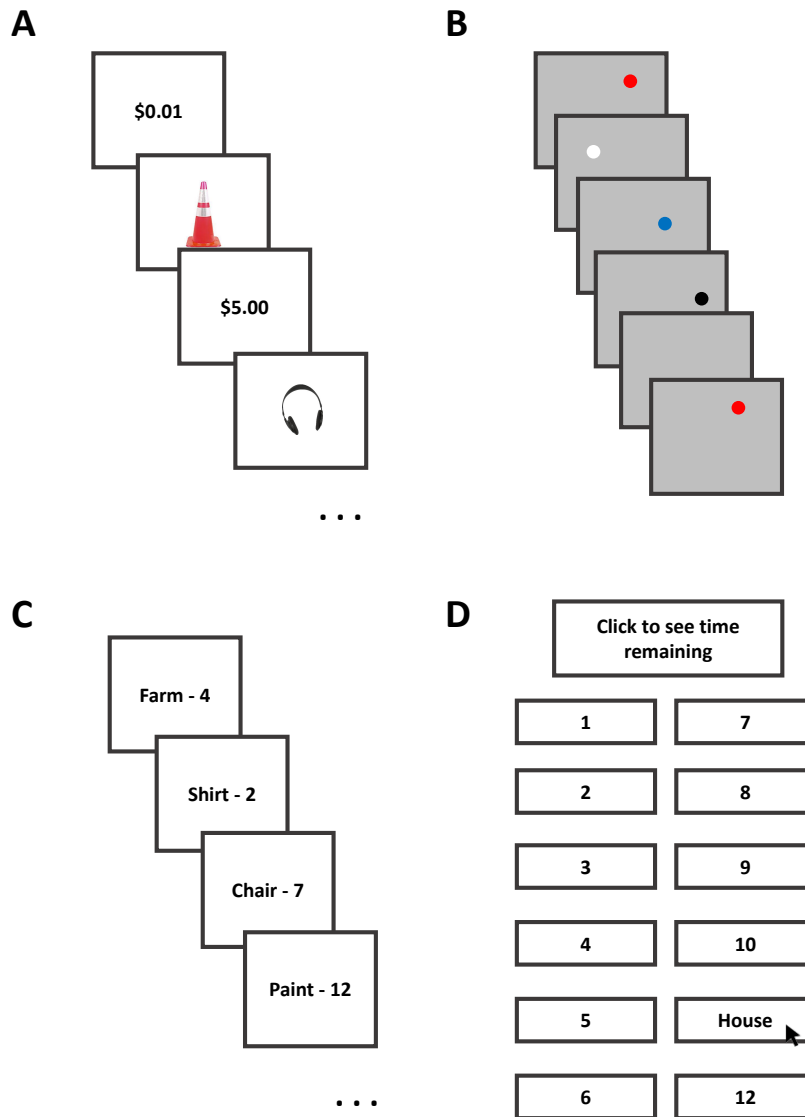 A
$0.01
$5.00
. . .
B
C
Farm - 4
Shirt - 2
Chair - 7
Paint - 12
. . .
D
Click to see time
remaining
1 7
2 8
3 9
4 10
5 House
6 12